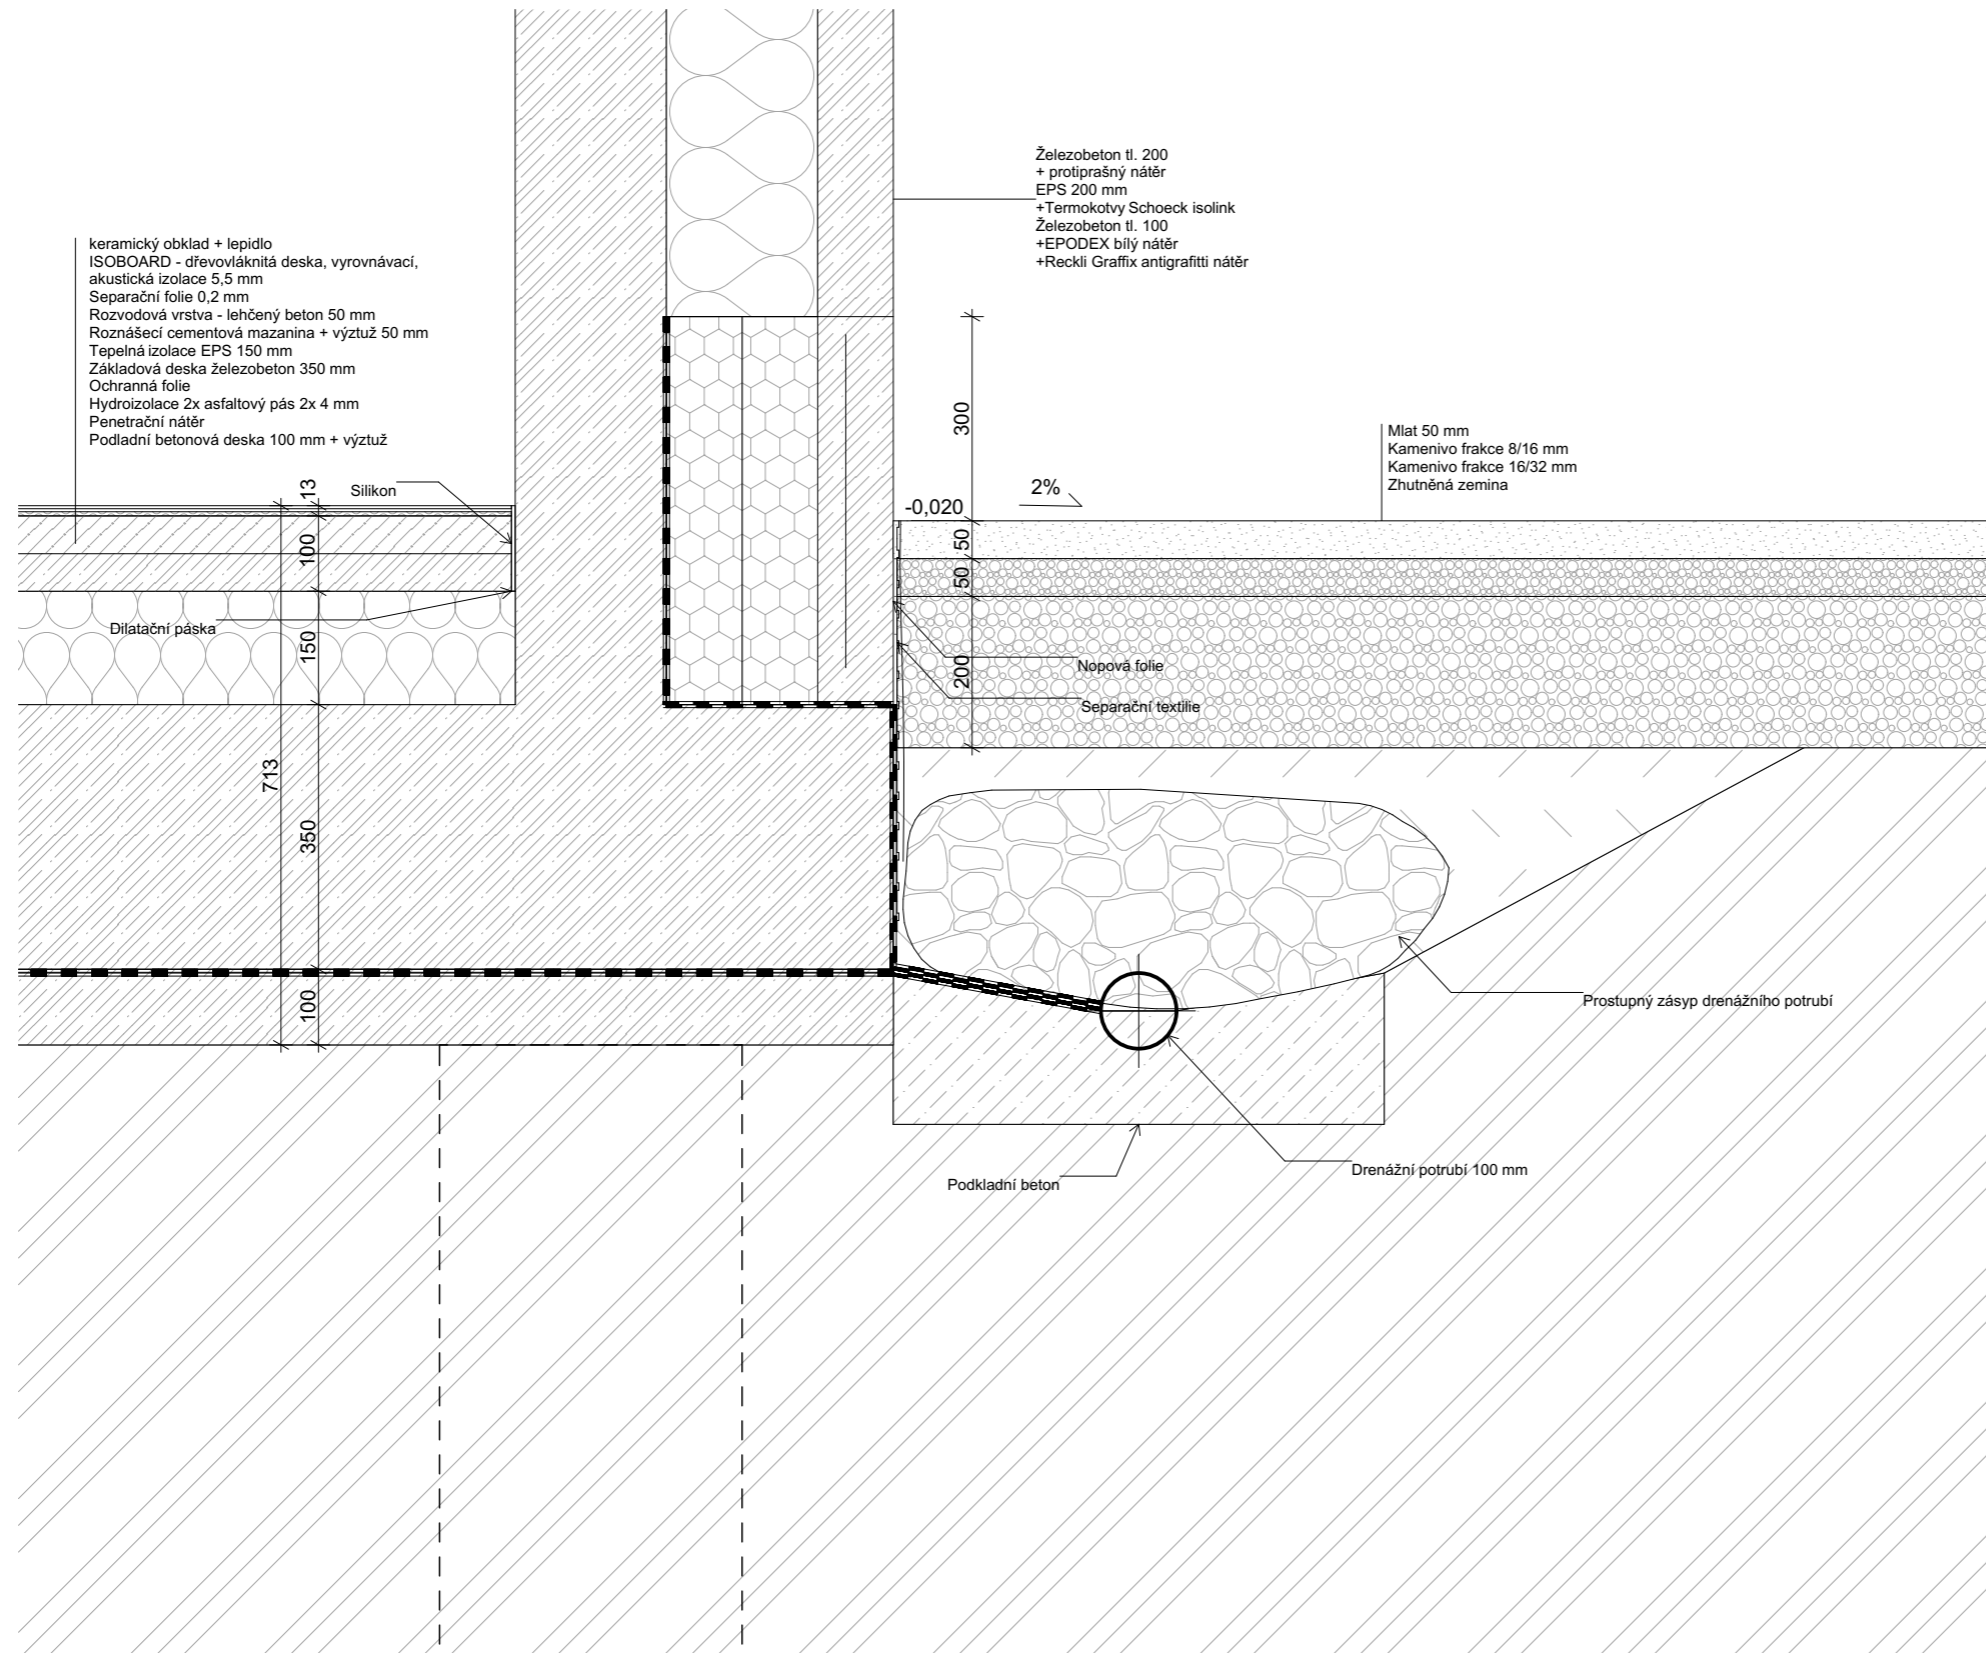 Železobeton tl. 200
+ protiprašný nátěr
EPS 200 mm
+Termokotvy Schoeck isolink
Železobeton tl. 100
+EPODEX bílý nátěr
+Reckli Graffix antigrafitti nátěr
keramický obklad + lepidlo
ISOBOARD - dřevovláknitá deska, vyrovnávací,
akustická izolace 5,5 mm
Separační folie 0,2 mm
Rozvodová vrstva - lehčený beton 50 mm
Roznášecí cementová mazanina + výztuž 50 mm
Tepelná izolace EPS 150 mm
Základová deska železobeton 350 mm
Ochranná folie
Hydroizolace 2x asfaltový pás 2x 4 mm
Penetrační nátěr
Podladní betonová deska 100 mm + výztuž
300
Mlat 50 mm
Kamenivo frakce 8/16 mm
Kamenivo frakce 16/32 mm
Zhutněná zemina
13
Silikon
2%
-0,020
100
50
50
Dilatační páska
150
200
Nopová folie
Separační textilie
713
350
100
Prostupný zásyp drenážního potrubí
Drenážní potrubí 100 mm
Podkladní beton